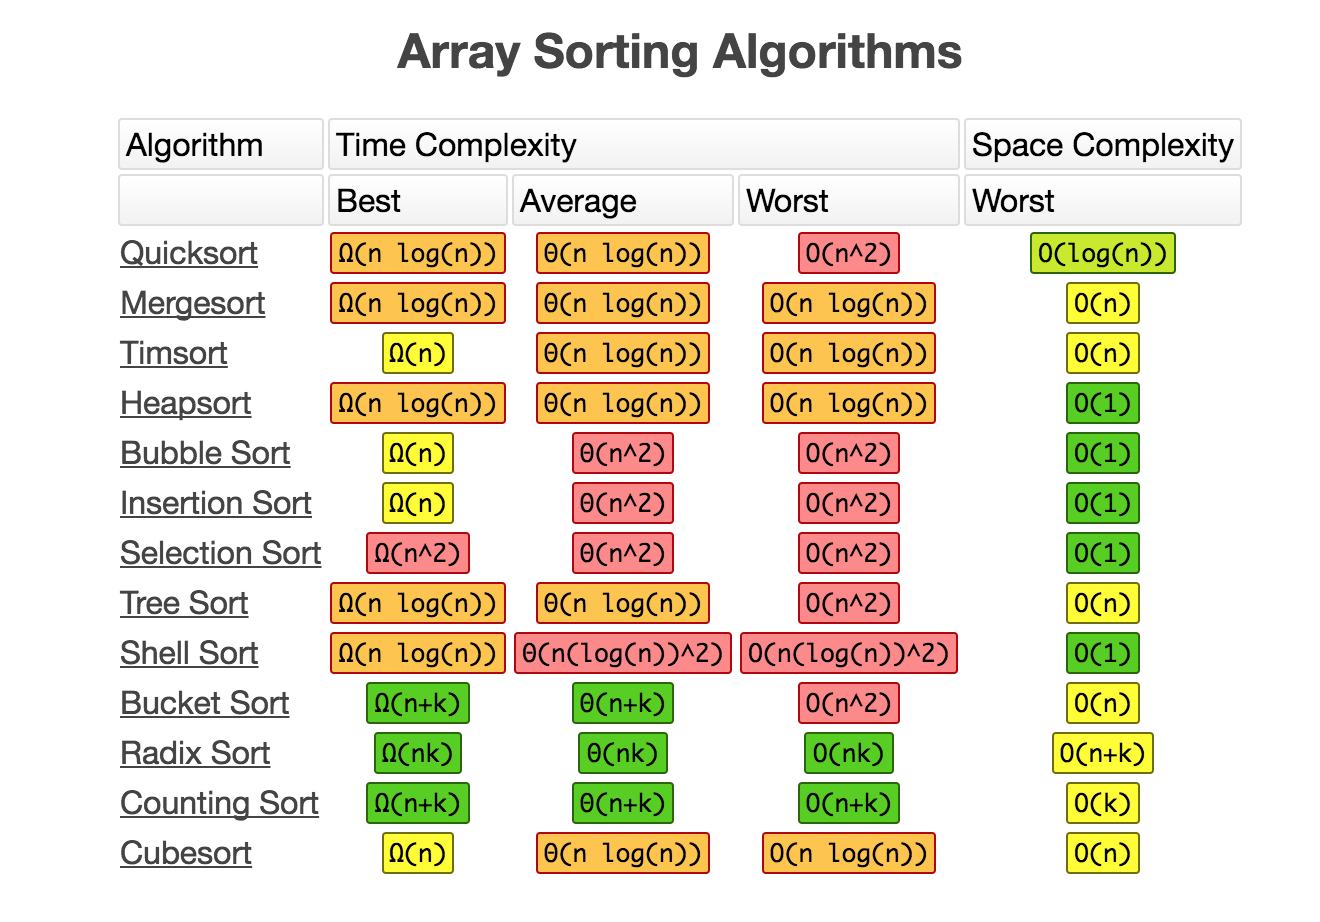 Array Sorting Algorithms
Algorithm Time Complexity Space Complexity
Best Average Worst Worst
Quicksort Ω(n log(n)) Θ(n log(n)) O(n^2) O(log(n))
Mergesort Ω(n log(n)) Θ(n log(n)) O(n log(n)) O(n)
Timsort Ω(n) Θ(n log(n)) O(n log(n)) O(n)
Heapsort Ω(n log(n)) Θ(n log(n)) O(n log(n)) O(1)
Bubble Sort Ω(n) Θ(n^2) O(n^2) O(1)
Insertion Sort Ω(n) Θ(n^2) O(n^2) O(1)
Selection Sort Ω(n^2) Θ(n^2) O(n^2) O(1)
Tree Sort Ω(n log(n)) Θ(n log(n)) O(n^2) O(n)
Shell Sort Ω(n log(n)) Θ(n(log(n))^2) O(n(log(n))^2) O(1)
Bucket Sort Ω(n+k) Θ(n+k) O(n^2) O(n)
Radix Sort Ω(nk) Θ(nk) O(nk) O(n+k)
Counting Sort Ω(n+k) Θ(n+k) O(n+k) O(k)
Cubesort Ω(n) Θ(n log(n)) O(n log(n)) O(n)